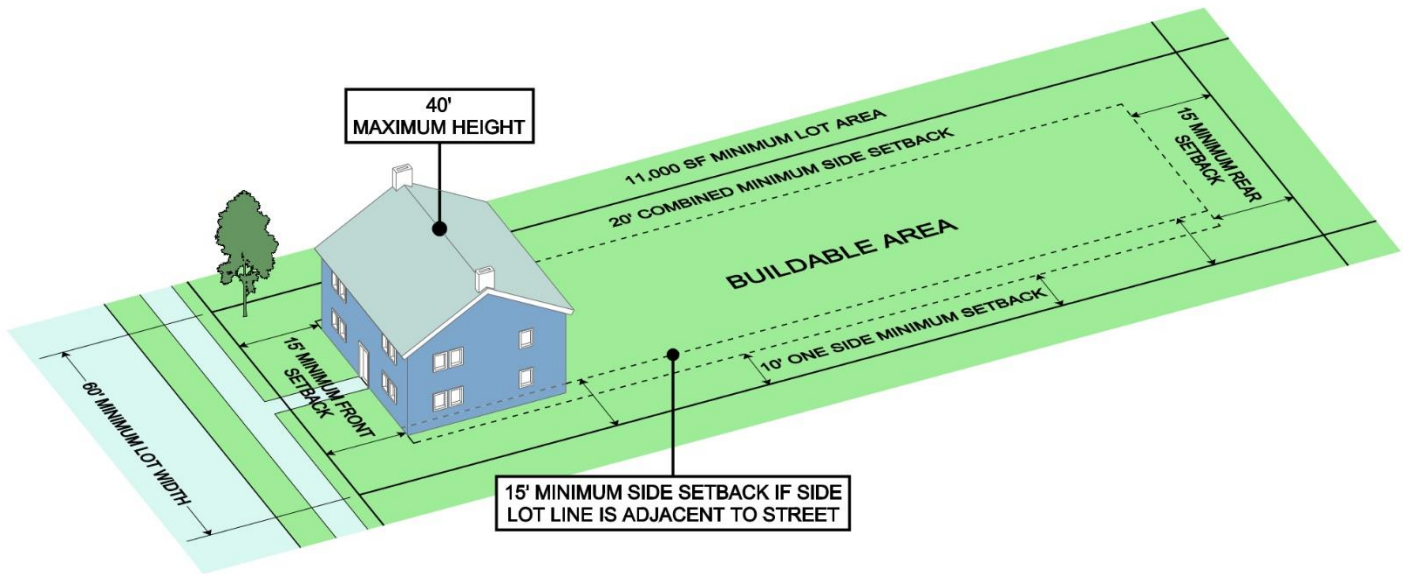 40'
MAXIMUM HEIGHT
11,000 SF MINIMUM LOT AREA
20' COMBINED MINIMUM SIDE SETBACK
15' MINIMUM REAR
SETBACK
BUILDABLE AREA
10' ONE SIDE MINIMUM SETBACK
15' MINIMUM FRONT
SETBACK
60' MINIMUM LOT WIDTH
15' MINIMUM SIDE SETBACK IF SIDE
LOT LINE IS ADJACENT TO STREET